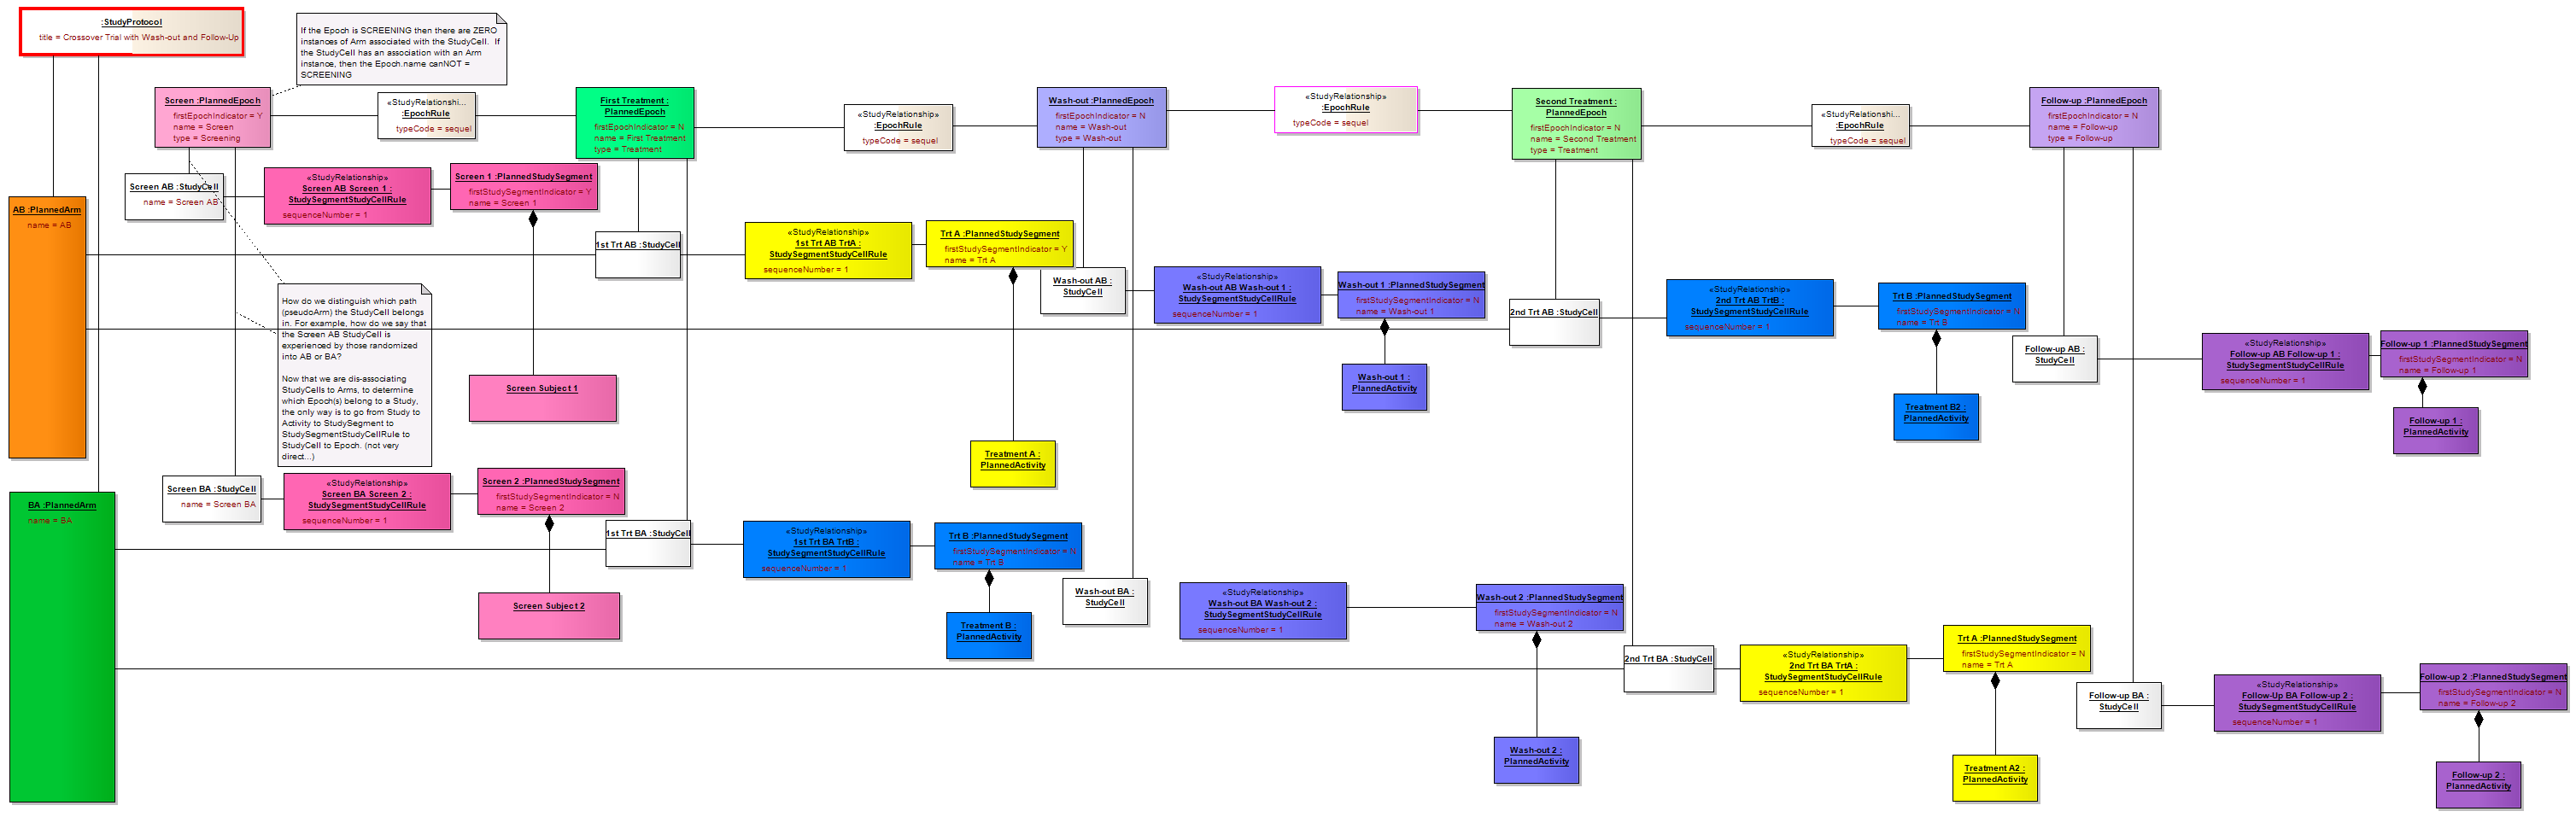 :StudyProtocol
title = Crossover Trial with Wash-out and Follow-Up
If the Epoch is SCREENING then there are ZERO
instances of Arm associated with the StudyCell.  If
the StudyCell has an association with an Arm
instance, then the Epoch.name canNOT =
SCREENING
Screen :PlannedEpoch
firstEpochIndicator = Y
name = Screen
type = Screening
«StudyRelationshi...
:EpochRule
typeCode = sequel
First Treatment :
PlannedEpoch
firstEpochIndicator = N
name = First Treatment
type = Treatment
«StudyRelationship»
:EpochRule
typeCode = sequel
Wash-out :PlannedEpoch
firstEpochIndicator = N
name = Wash-out
type = Wash-out
«StudyRelationship»
:EpochRule
typeCode = sequel
Second Treatment :
PlannedEpoch
firstEpochIndicator = N
name = Second Treatment
type = Treatment
«StudyRelationshi...
:EpochRule
typeCode = sequel
Follow-up :PlannedEpoch
firstEpochIndicator = N
name = Follow-up
type = Follow-up
AB :PlannedArm
name = AB
Screen AB :StudyCell
name = Screen AB
«StudyRelationship»
Screen AB Screen 1 :
StudySegmentStudyCellRule
sequenceNumber = 1
Screen 1 :PlannedStudySegment
firstStudySegmentIndicator = Y
name = Screen 1
Screen Subject 1
1st Trt AB :StudyCell
«StudyRelationship»
1st Trt AB TrtA :
StudySegmentStudyCellRule
sequenceNumber = 1
Trt A :PlannedStudySegment
firstStudySegmentIndicator = Y
name = Trt A
Treatment A :
PlannedActivity
Wash-out AB :
StudyCell
«StudyRelationship»
Wash-out AB Wash-out 1 :
StudySegmentStudyCellRule
sequenceNumber = 1
Wash-out 1 :PlannedStudySegment
firstStudySegmentIndicator = N
name = Wash-out 1
Wash-out 1 :
PlannedActivity
2nd Trt AB :StudyCell
«StudyRelationship»
2nd Trt AB TrtB :
StudySegmentStudyCellRule
sequenceNumber = 1
Trt B :PlannedStudySegment
firstStudySegmentIndicator = N
name = Trt B
Treatment B2 :
PlannedActivity
Follow-up AB :
StudyCell
«StudyRelationship»
Follow-up AB Follow-up 1 :
StudySegmentStudyCellRule
sequenceNumber = 1
Follow-up 1 :PlannedStudySegment
firstStudySegmentIndicator = N
name = Follow-up 1
Follow-up 1 :
PlannedActivity
How do we distinguish which path
(pseudoArm) the StudyCell belongs
in. For example, how do we say that
the Screen AB StudyCell is
experienced by those randomized
into AB or BA?
Now that we are dis-associating
StudyCells to Arms, to determine
which Epoch(s) belong to a Study,
the only way is to go from Study to
Activity to StudySegment to
StudySegmentStudyCellRule to
StudyCell to Epoch. (not very
direct...)
BA :PlannedArm
name = BA
Screen BA :StudyCell
name = Screen BA
«StudyRelationship»
Screen BA Screen 2 :
StudySegmentStudyCellRule
sequenceNumber = 1
Screen 2 :PlannedStudySegment
firstStudySegmentIndicator = N
name = Screen 2
Screen Subject 2
1st Trt BA :StudyCell
«StudyRelationship»
1st Trt BA TrtB :
StudySegmentStudyCellRule
sequenceNumber = 1
Trt B :PlannedStudySegment
firstStudySegmentIndicator = N
name = Trt B
Treatment B :
PlannedActivity
Wash-out BA :
StudyCell
«StudyRelationship»
Wash-out BA Wash-out 2 :
StudySegmentStudyCellRule
sequenceNumber = 1
Wash-out 2 :PlannedStudySegment
firstStudySegmentIndicator = N
name = Wash-out 2
Wash-out 2 :
PlannedActivity
2nd Trt BA :StudyCell
«StudyRelationship»
2nd Trt BA TrtA :
StudySegmentStudyCellRule
sequenceNumber = 1
Trt A :PlannedStudySegment
firstStudySegmentIndicator = N
name = Trt A
Treatment A2 :
PlannedActivity
Follow-up BA :
StudyCell
«StudyRelationship»
Follow-Up BA Follow-up 2 :
StudySegmentStudyCellRule
sequenceNumber = 1
Follow-up 2 :PlannedStudySegment
firstStudySegmentIndicator = N
name = Follow-up 2
Follow-up 2 :
PlannedActivity